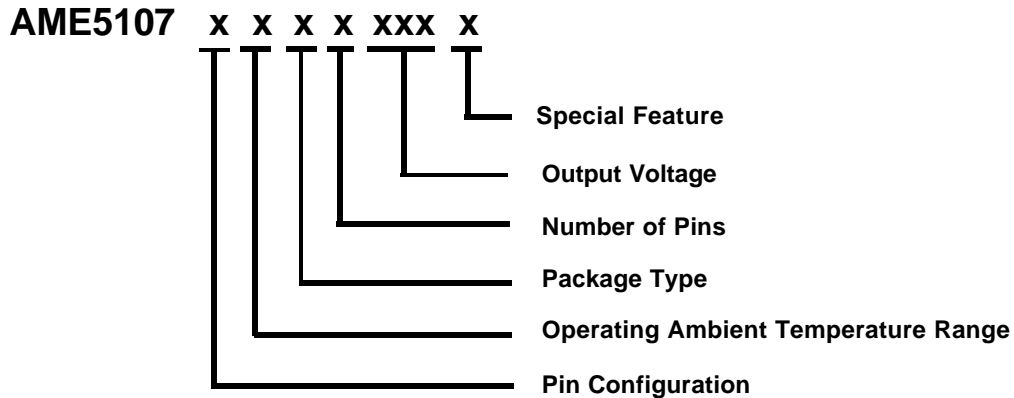 AME5107 x x x x xxx x
Special Feature
Output Voltage
Number of Pins
Package Type
Operating Ambient Temperature Range
Pin Configuration